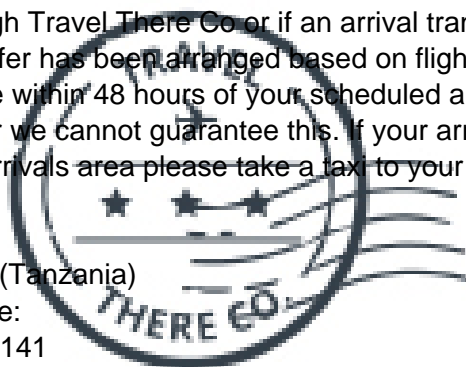 gh Travel There Co or if an arrival tran
fer has been arranged based on fligh
e within 48 hours of your scheduled a
r we cannot guarantee this. If your arr
rrivals area please take a taxi to your
(Tanzania)
e:
141
TRAVEL
THERE CO.